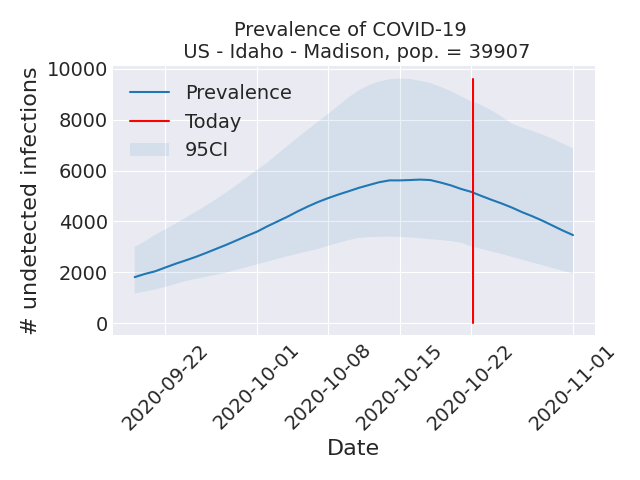 Prevalence of COVID-19
US - Idaho - Madison, pop. = 39907
# undetected infections
10000
8000
6000
4000
2000
0
Prevalence
Today
95CI
2020-09-22
2020-10-01
2020-10-08
2020-10-15
2020-10-22
2020-11-01
Date